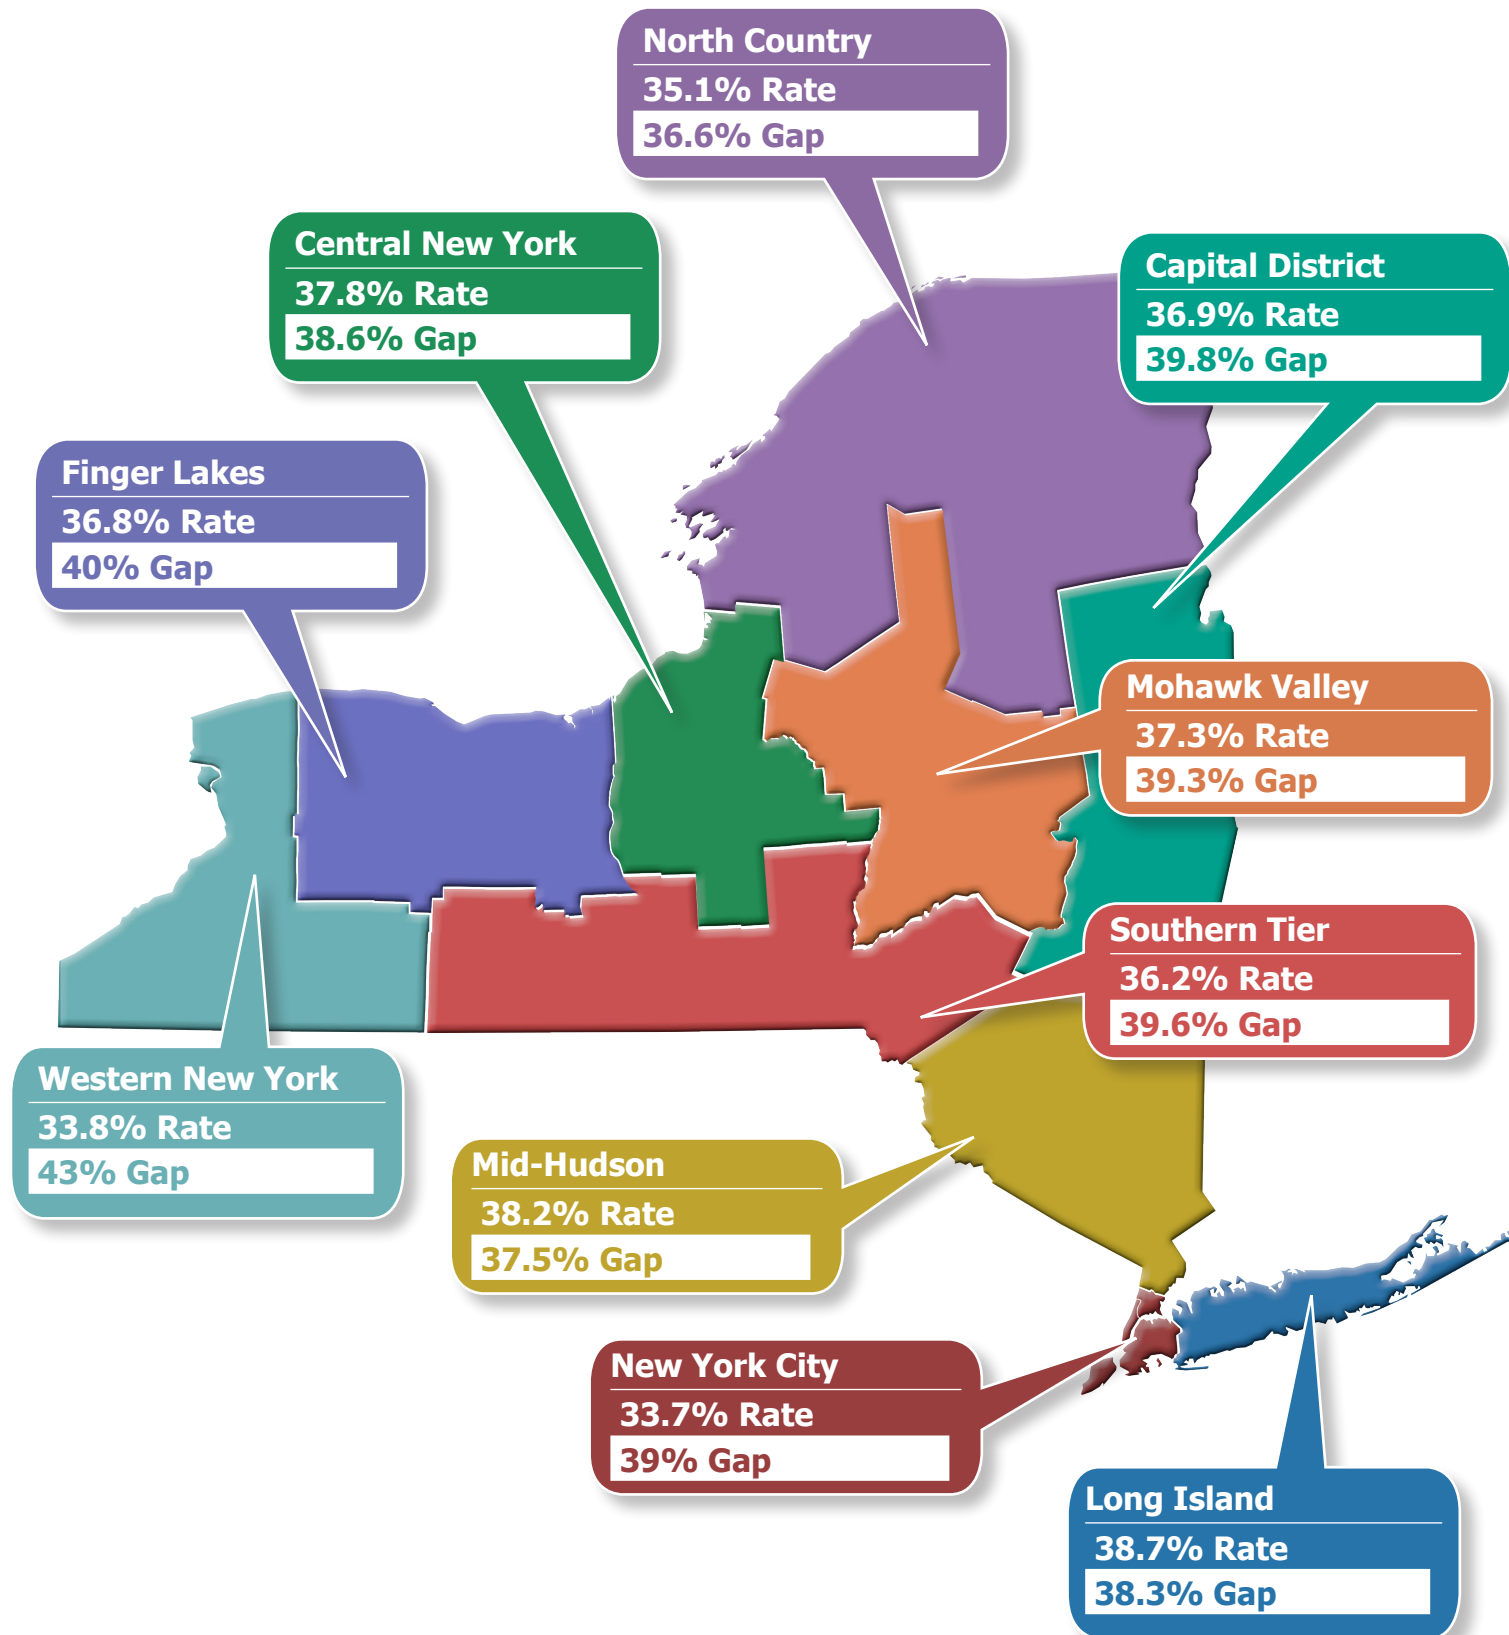 North Country
35.1% Rate
36.6% Gap
Central New York
37.8% Rate
38.6% Gap
Capital District
36.9% Rate
39.8% Gap
Finger Lakes
36.8% Rate
40% Gap
Mohawk Valley
37.3% Rate
39.3% Gap
Southern Tier
36.2% Rate
39.6% Gap
Western New York
33.8% Rate
43% Gap
Mid-Hudson
38.2% Rate
37.5% Gap
New York City
33.7% Rate
39% Gap
Long Island
38.7% Rate
38.3% Gap